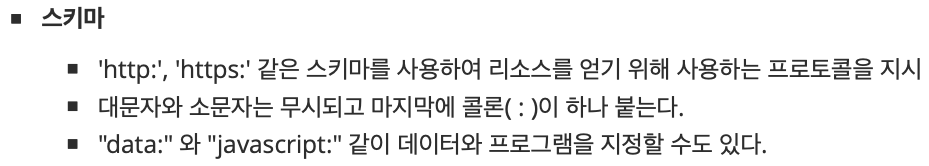 스키마
'http:', 'https:' 같은 스키마를 사용하여 리소스를 얻기 위해 사용하는 프로토콜을 지시
대문자와 소문자는 무시되고 마지막에 콜론( : )이 하나 붙는다.
"data:" 와 "javascript:" 같이 데이터와 프로그램을 지정할 수도 있다.